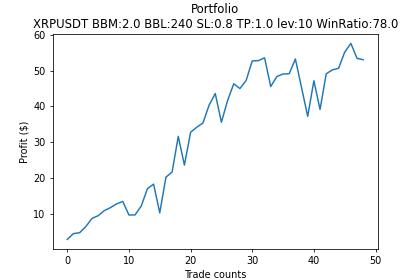 Portfolio
XRPUSDT BBM:2.0 BBL:240 SL:0.8 TP:1.0 lev:10 WinRatio:78.0
60
50
40
30
20
10
Profit ($)
0 10 20 30 40 50
Trade counts